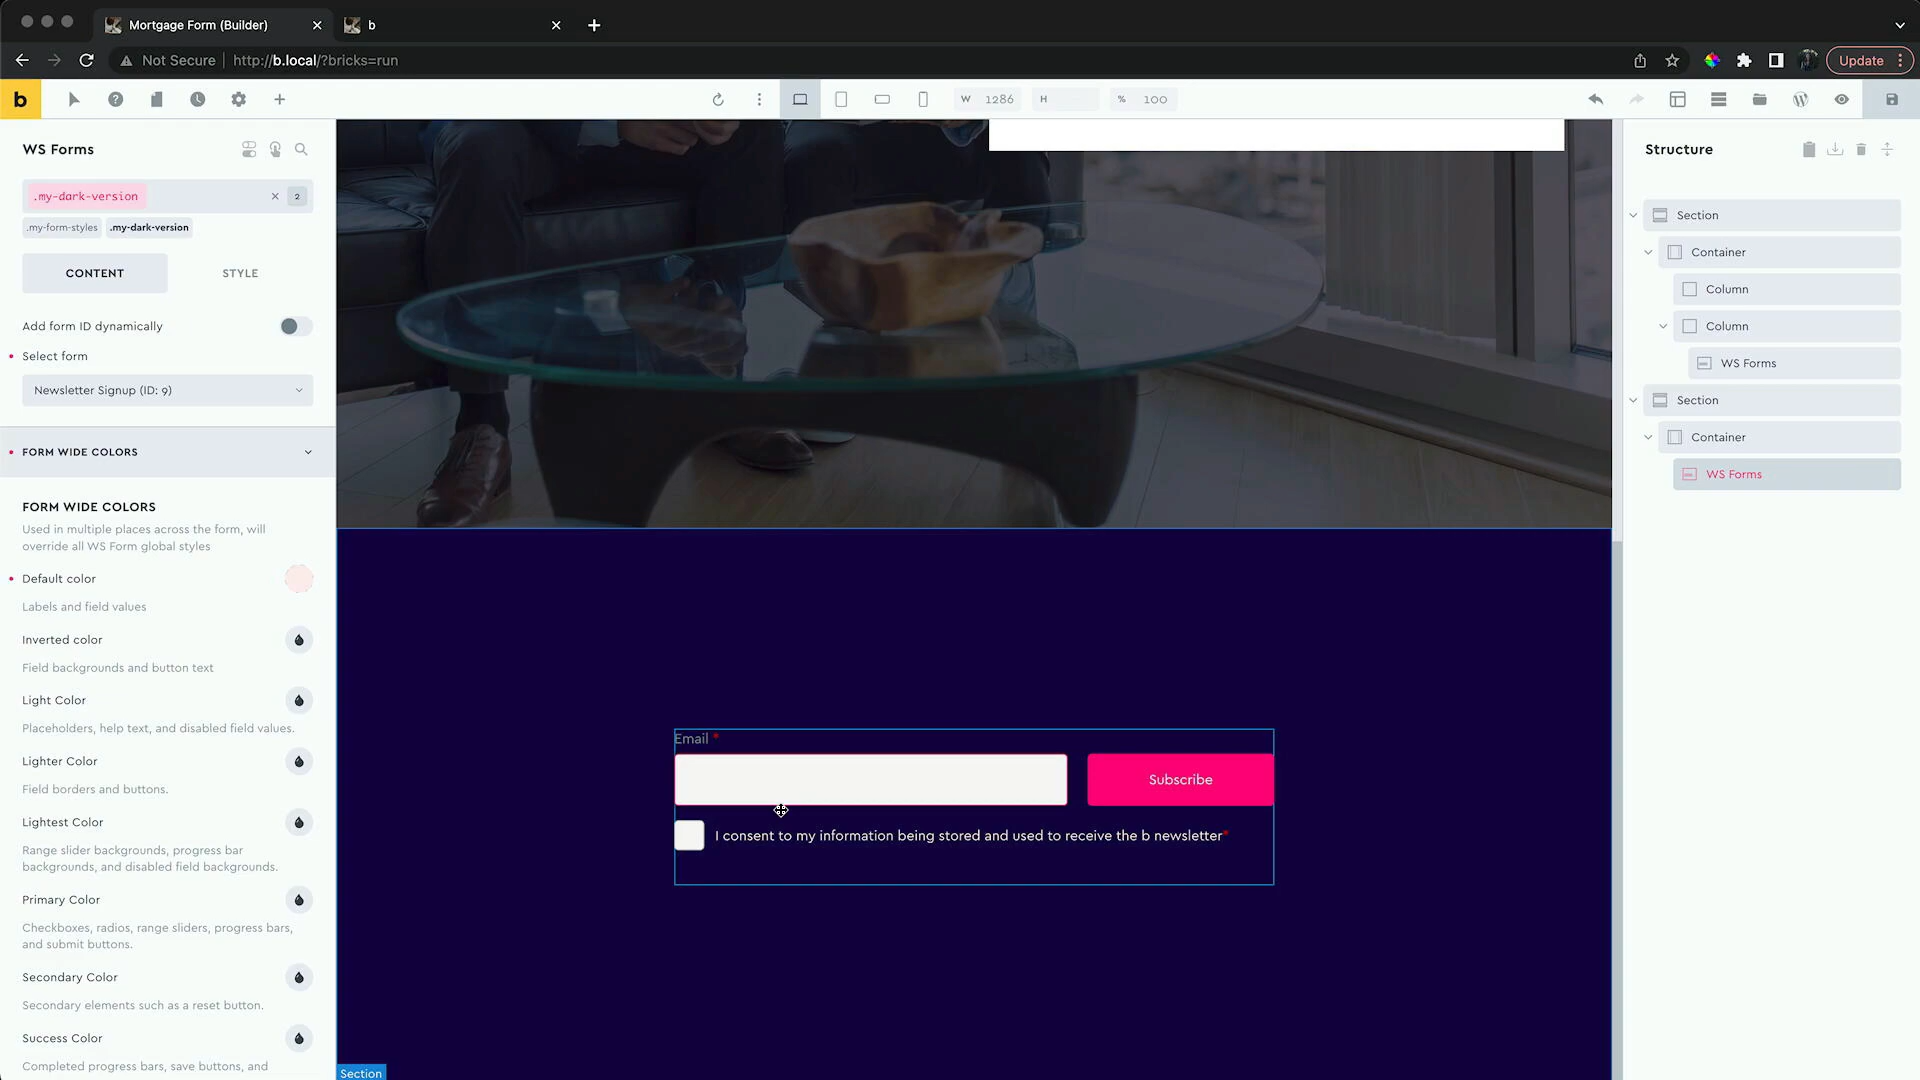 Mortgage Form (Builder)
b
Not Secure
http://b.local/?bricks=run
Update
b
W 1286
H
% 100
WS Forms
.my-dark-version
2
.my-form-styles
.my-dark-version
CONTENT
STYLE
Add form ID dynamically
Select form
Newsletter Signup (ID: 9)
FORM WIDE COLORS
FORM WIDE COLORS
Used in multiple places across the form, will
override all WS Form global styles
Default color
Labels and field values
Inverted color
Field backgrounds and button text
Light Color
Placeholders, help text, and disabled field values.
Lighter Color
Field borders and buttons.
Lightest Color
Range slider backgrounds, progress bar
backgrounds, and disabled field backgrounds.
Primary Color
Checkboxes, radios, range sliders, progress bars,
and submit buttons.
Secondary Color
Secondary elements such as a reset button.
Success Color
Completed progress bars, save buttons, and
Email *
Subscribe
I consent to my information being stored and used to receive the b newsletter*
Section
Structure
Section
Container
Column
Column
WS Forms
Section
Container
WS Forms